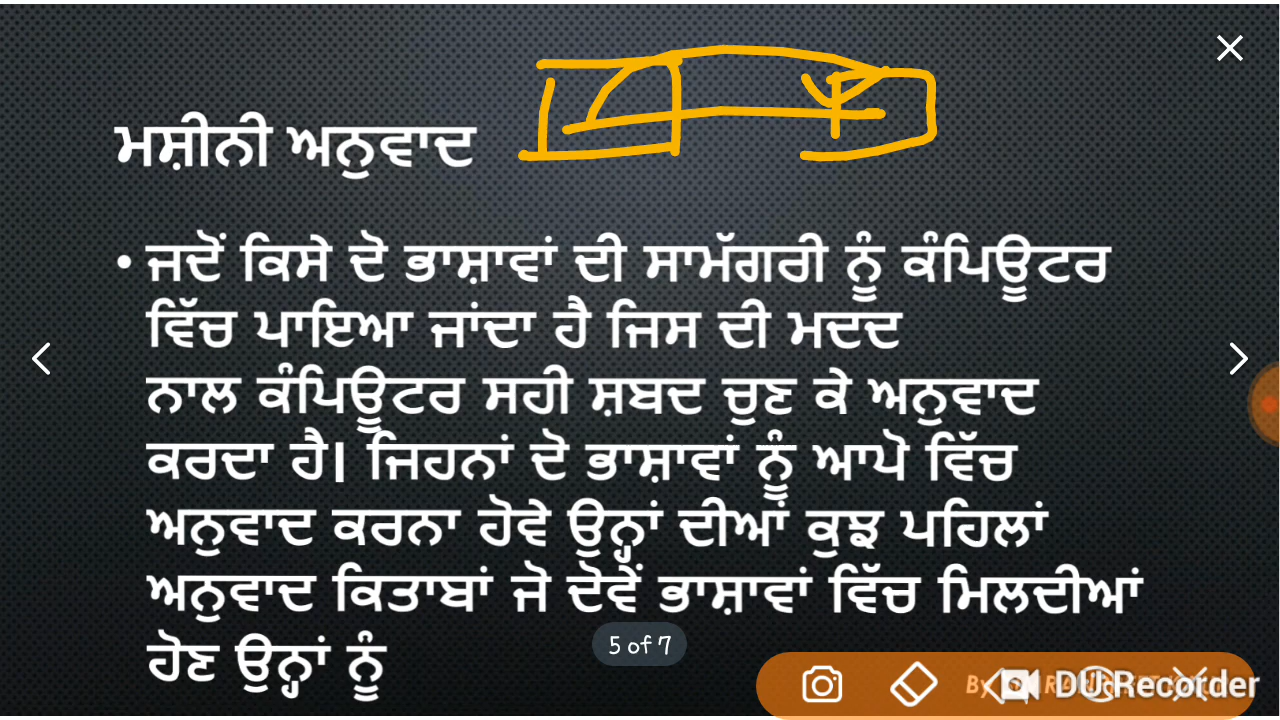 ਮਸ਼ੀਨੀ ਅਨੁਵਾਦ
• ਜਦੋਂ ਕਿਸੇ ਦੋ ਭਾਸ਼ਾਵਾਂ ਦੀ ਸਾਮੱਗਰੀ ਨੂੰ ਕੰਪਿਊਟਰ
ਵਿੱਚ ਪਾਇਆ ਜਾਂਦਾ ਹੈ ਜਿਸ ਦੀ ਮਦਦ
ਨਾਲ ਕੰਪਿਊਟਰ ਸਹੀ ਸ਼ਬਦ ਚੁਣ ਕੇ ਅਨੁਵਾਦ
ਕਰਦਾ ਹੈ। ਜਿਹਨਾਂ ਦੋ ਭਾਸ਼ਾਵਾਂ ਨੂੰ ਆਪੋ ਵਿੱਚ
ਅਨੁਵਾਦ ਕਰਨਾ ਹੋਵੇ ਉਨ੍ਹਾਂ ਦੀਆਂ ਕੁਝ ਪਹਿਲਾਂ
ਅਨੁਵਾਦ ਕਿਤਾਬਾਂ ਜੋ ਦੋਵੇਂ ਭਾਸ਼ਾਵਾਂ ਵਿੱਚ ਮਿਲਦੀਆਂ
ਹੋਣ ਉਨ੍ਹਾਂ ਨੂੰ
5 of 7
By DU Recorder